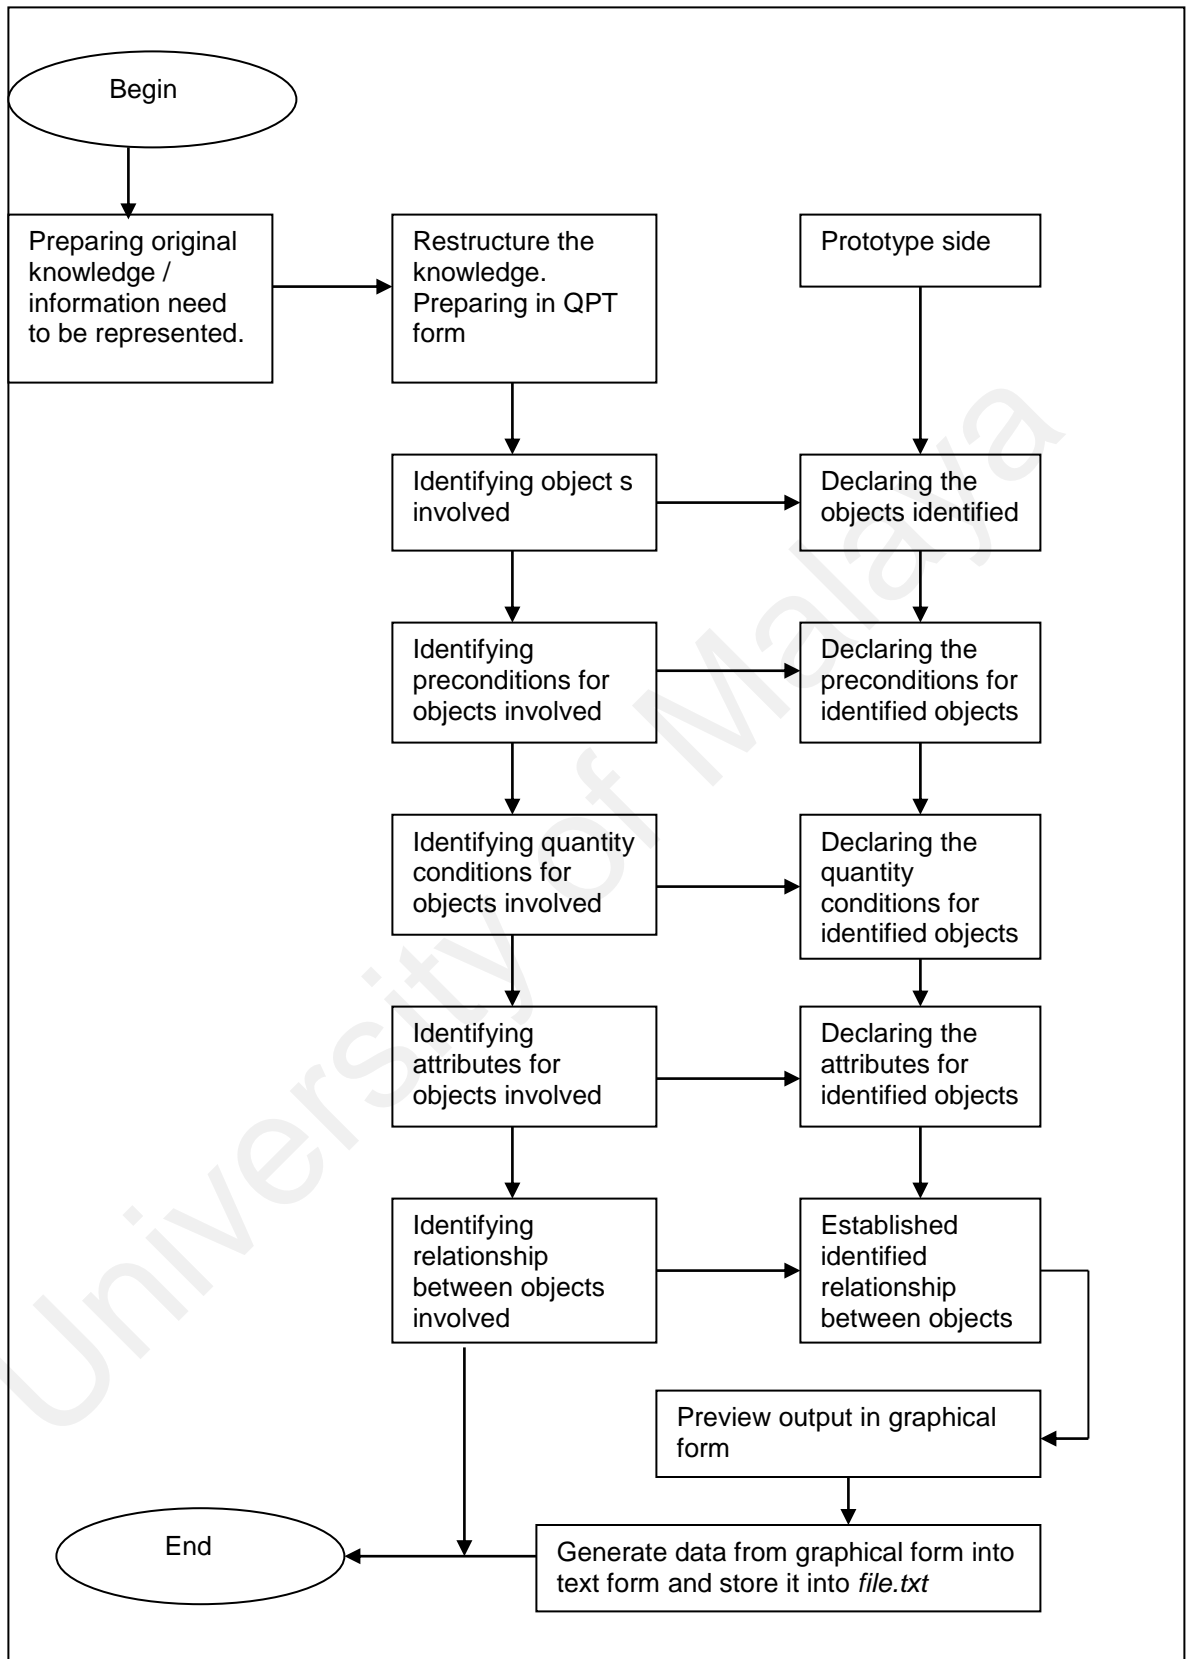 Begin
Preparing original
knowledge /
information need
to be represented.
Restructure the
knowledge.
Preparing in QPT
form
Prototype side
Identifying object s
involved
Declaring the
objects identified
Identifying
preconditions for
objects involved
Declaring the
preconditions for
identified objects
Identifying quantity
conditions for
objects involved
Declaring the
quantity
conditions for
identified objects
Identifying
attributes for
objects involved
Declaring the
attributes for
identified objects
Identifying
relationship
between objects
involved
Established
identified
relationship
between objects
Preview output in graphical
form
End
Generate data from graphical form into
text form and store it into file.txt
University of Malaya